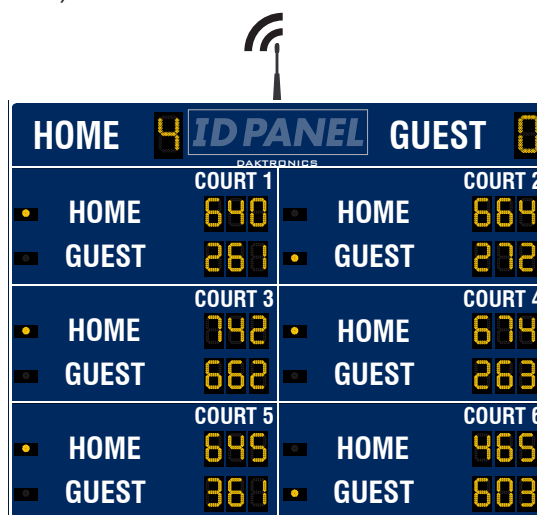 HOME 4 ID PANEL GUEST 0
DAKTRONICS
COURT 1 COURT 2
HOME 640 HOME 664
GUEST 261 GUEST 272
COURT 3 COURT 4
HOME 742 HOME 674
GUEST 662 GUEST 263
COURT 5 COURT 6
HOME 645 HOME 465
GUEST 361 GUEST 603